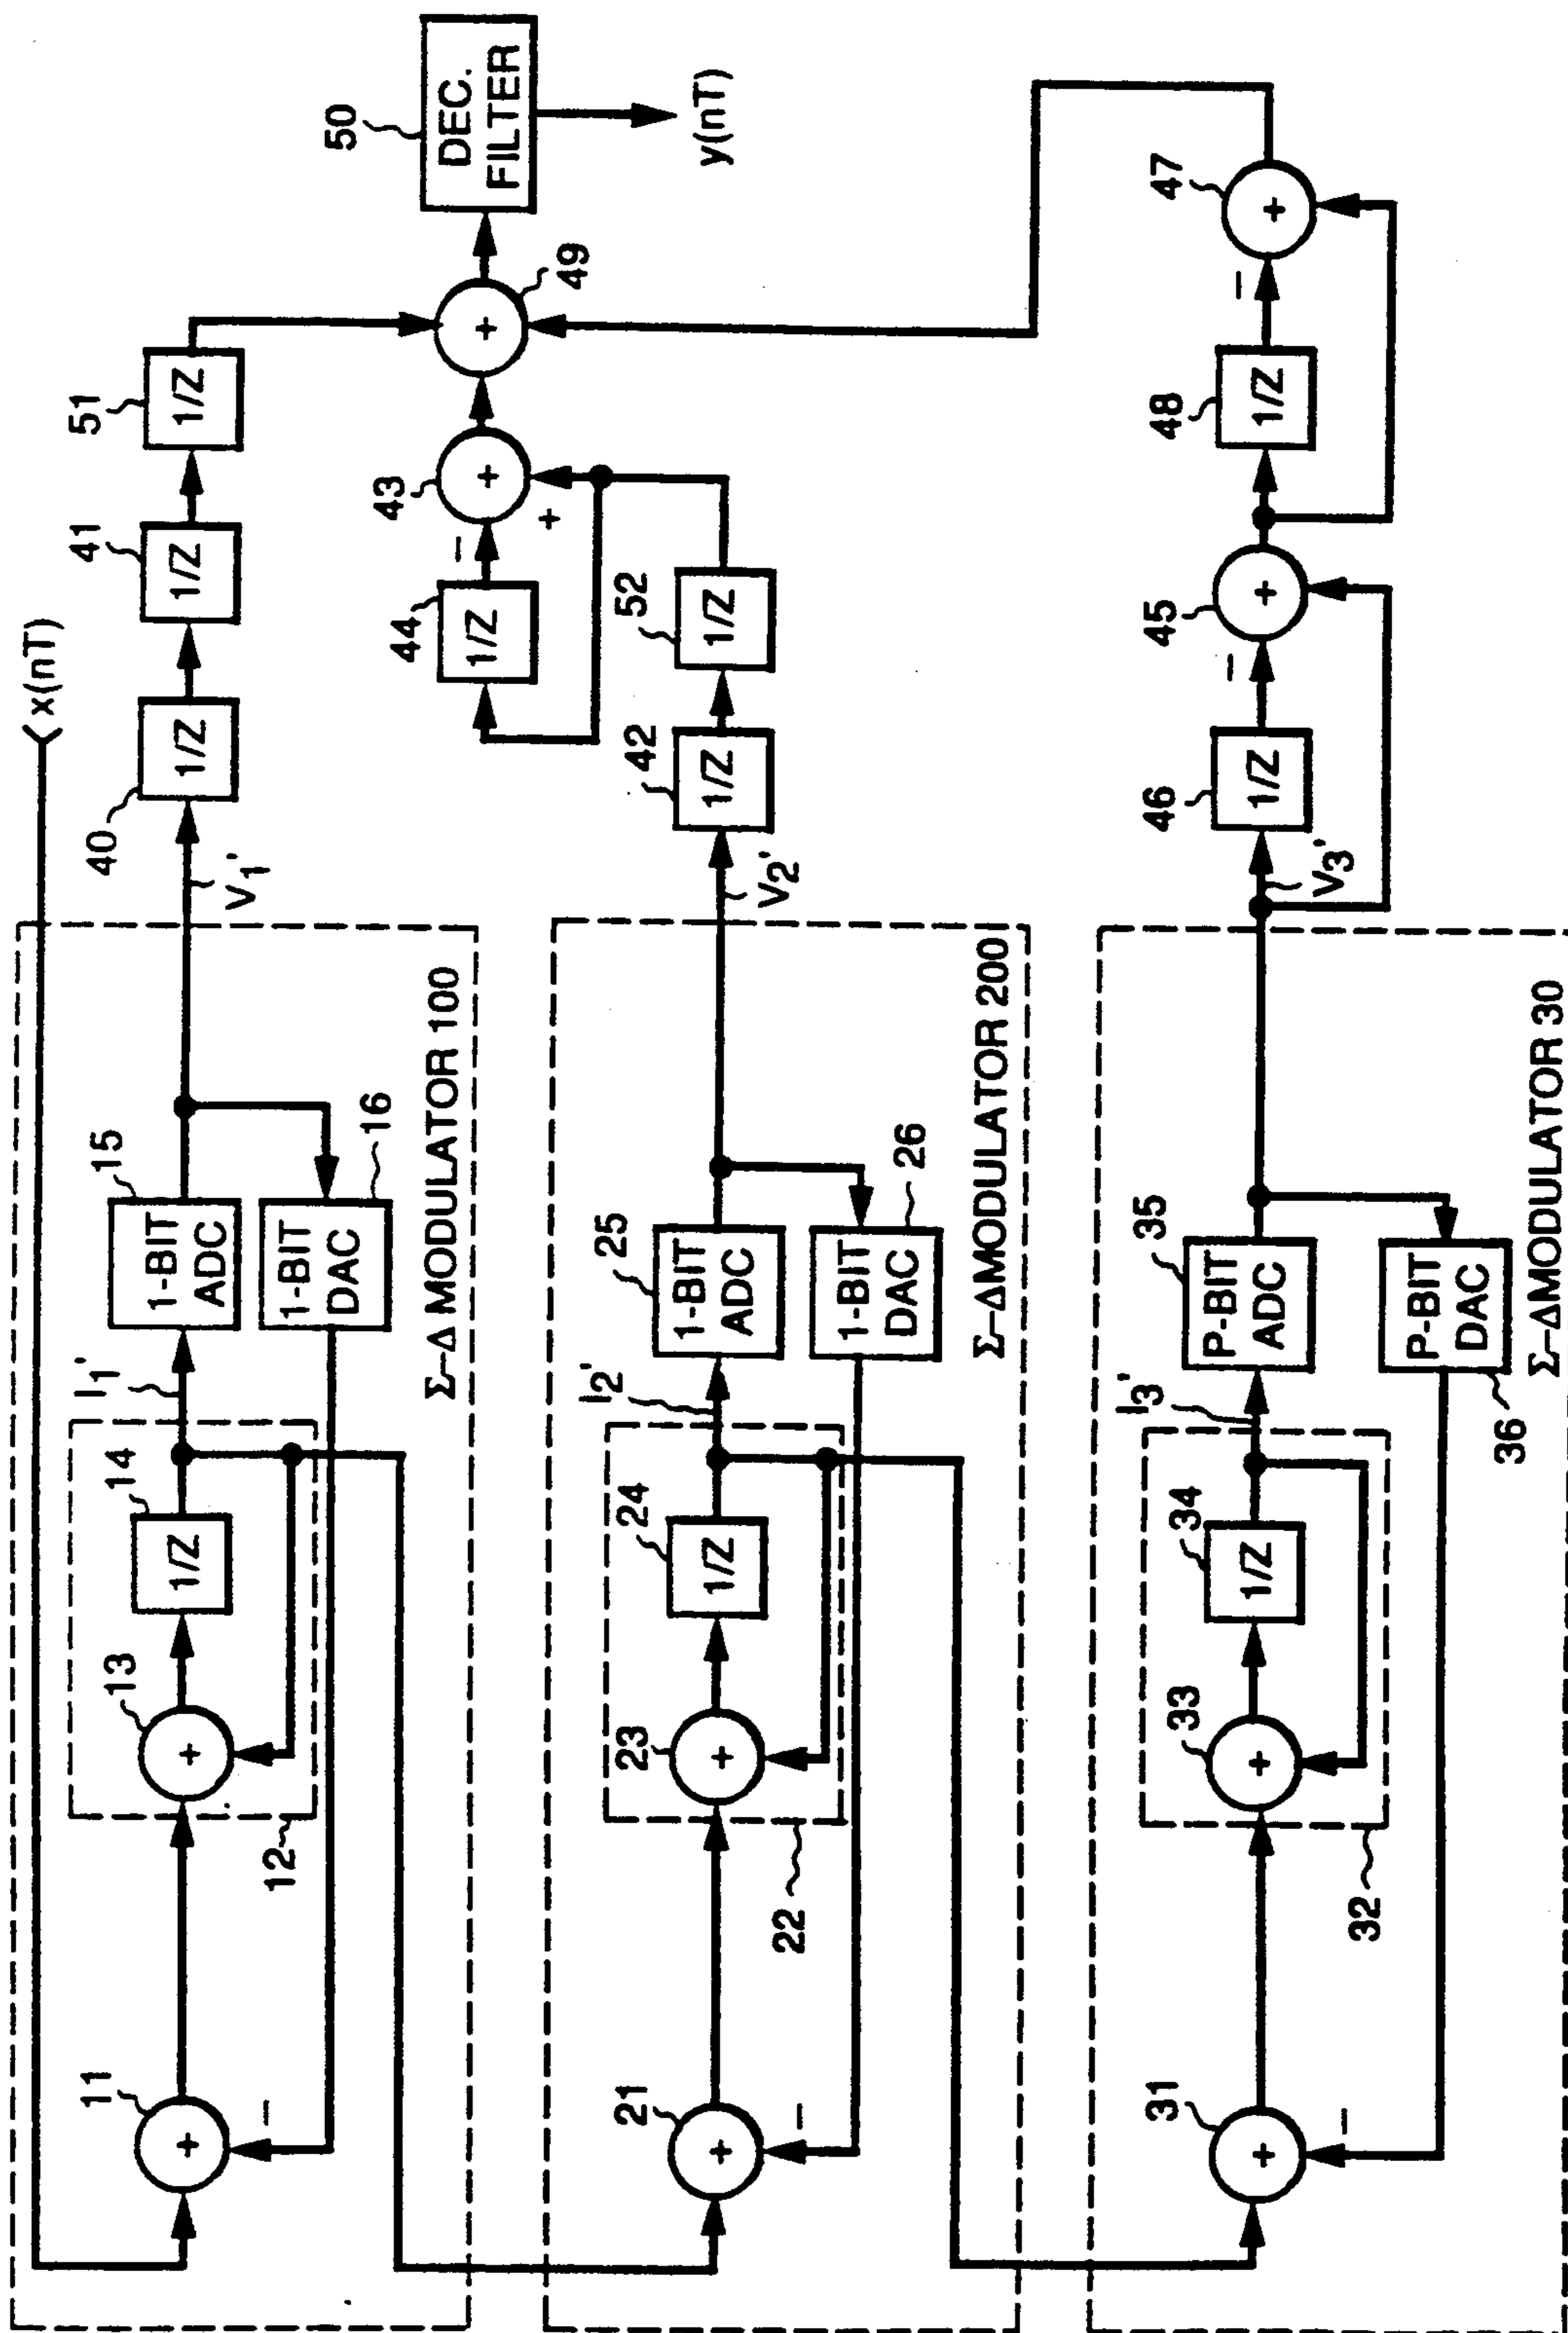 x(nT)
11
12
13
14
1/Z
I1'
15
1-BIT
ADC
1-BIT
DAC
16
Σ–Δ MODULATOR 100
V1'
40
1/Z
41
1/Z
51
1/Z
+
+
–
21
22
23
24
1/Z
I2'
25
1-BIT
ADC
1-BIT
DAC
26
Σ–ΔMODULATOR 200
V2'
42
1/Z
52
1/Z
44
1/Z
–
+
43
+
49
+
50
DEC.
FILTER
y(nT)
+
+
–
31
32
33
34
1/Z
I3'
35
P-BIT
ADC
P-BIT
DAC
36
Σ–ΔMODULATOR 30
V3'
46
1/Z
–
45
+
48
1/Z
–
47
+
+
+
–